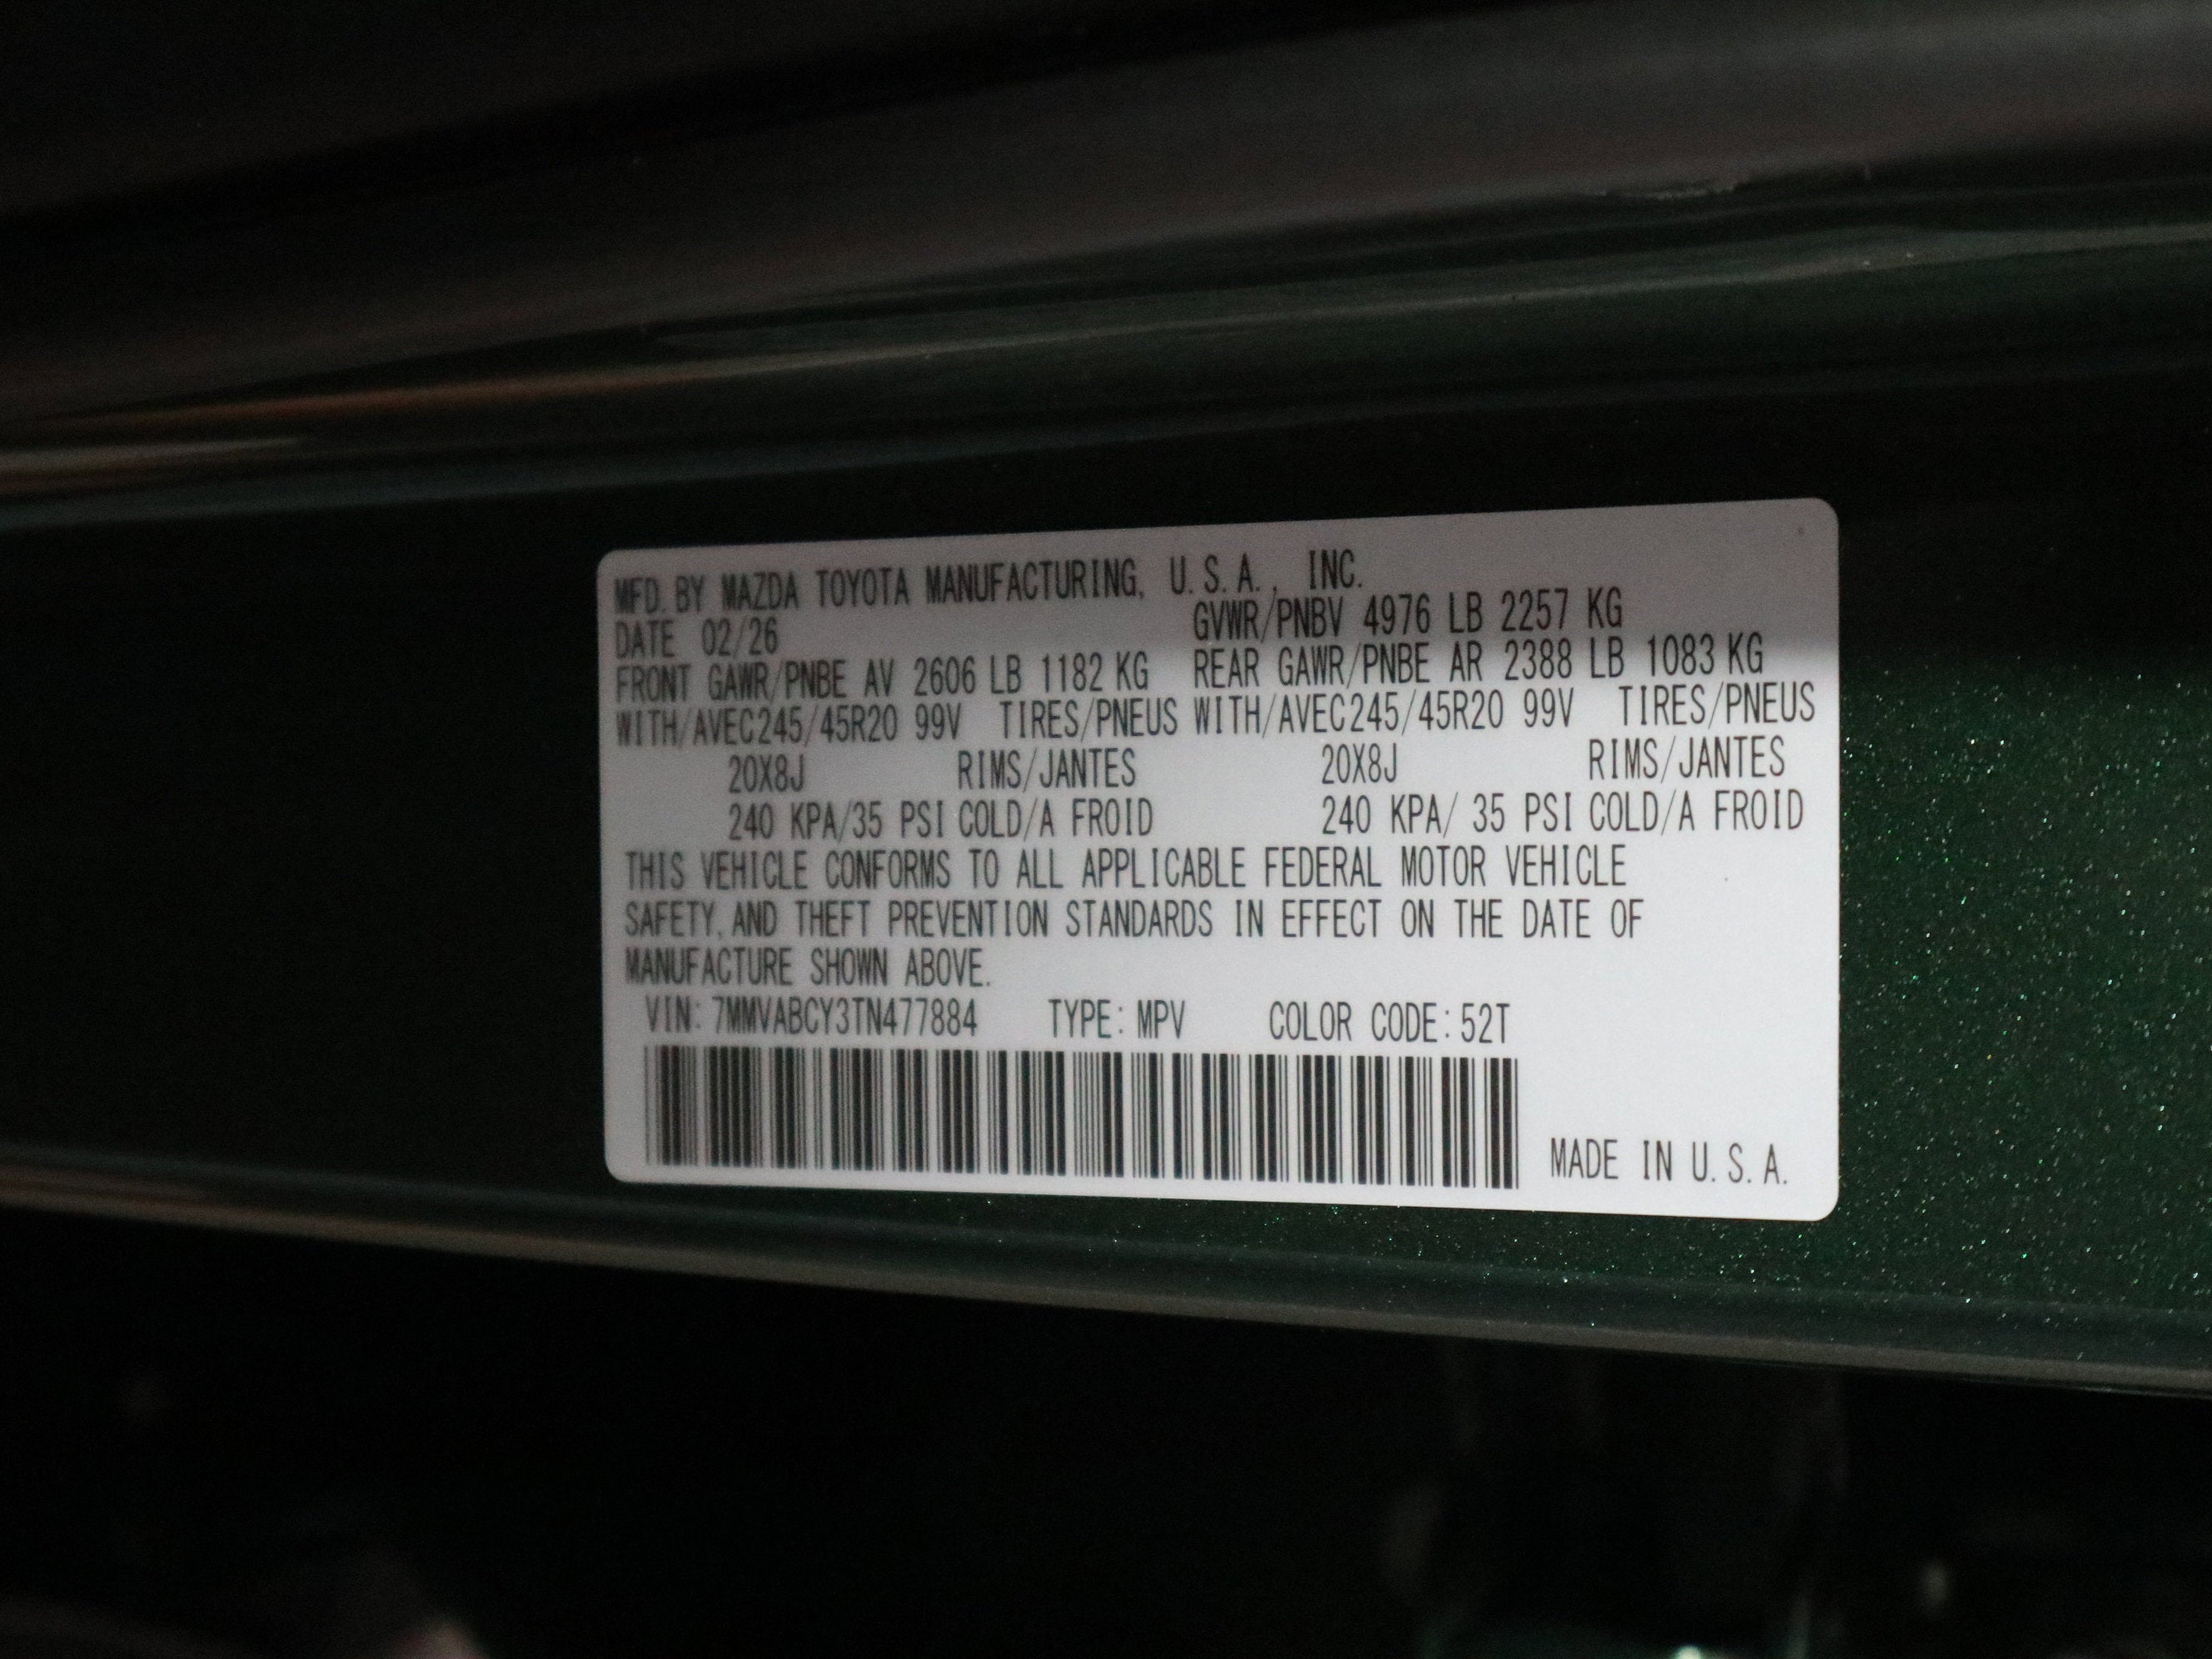 MFD. BY MAZDA TOYOTA MANUFACTURING, U.S.A., INC.
DATE 02/26 GVWR/PNBV 4976 LB 2257 KG
FRONT GAWR/PNBE AV 2606 LB 1182 KG REAR GAWR/PNBE AR 2388 LB 1083 KG
WITH/AVEC245/45R20 99V TIRES/PNEUS WITH/AVEC245/45R20 99V TIRES/PNEUS
20X8J RIMS/JANTES 20X8J RIMS/JANTES
240 KPA/35 PSI COLD/A FROID 240 KPA/ 35 PSI COLD/A FROID
THIS VEHICLE CONFORMS TO ALL APPLICABLE FEDERAL MOTOR VEHICLE
SAFETY, AND THEFT PREVENTION STANDARDS IN EFFECT ON THE DATE OF
MANUFACTURE SHOWN ABOVE.
VIN: 7MMVABCY3TN477884 TYPE: MPV COLOR CODE: 52T
MADE IN U.S.A.